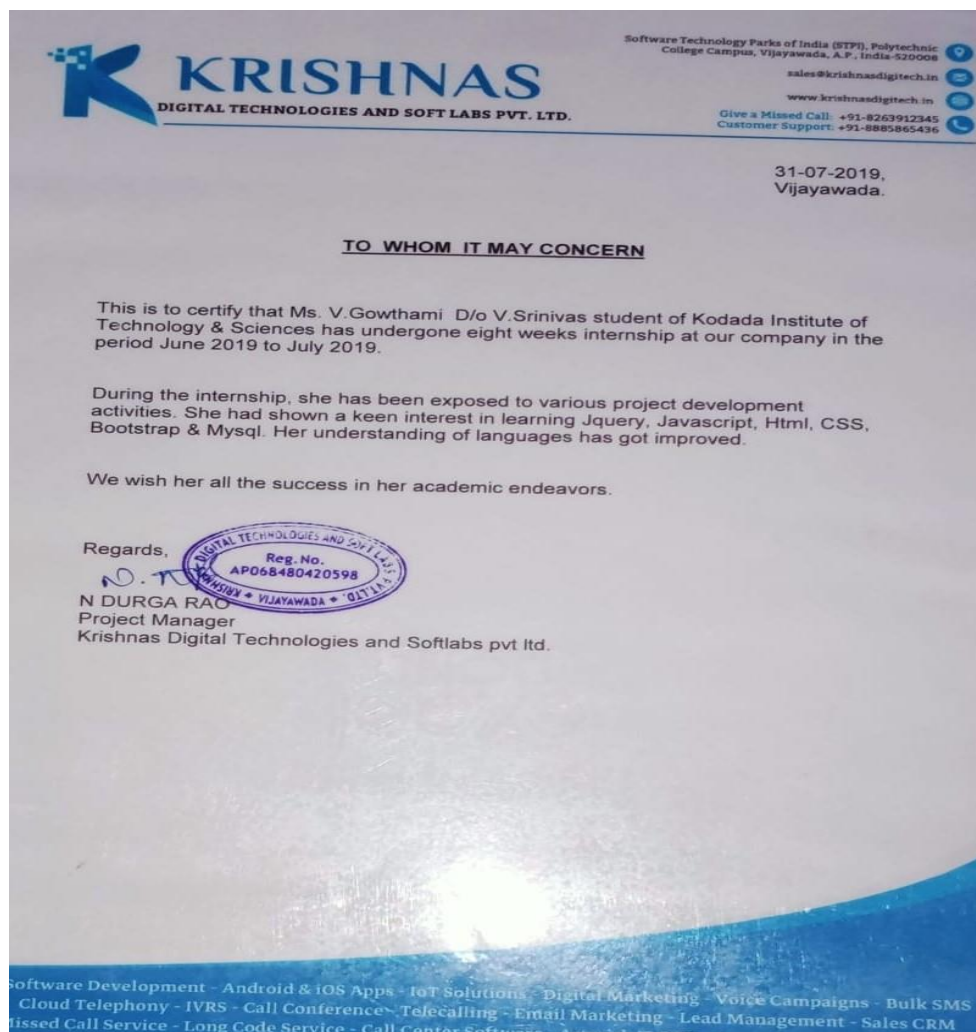 KRISHNAS
DIGITAL TECHNOLOGIES AND SOFT LABS PVT. LTD.
Software Technology Parks of India (STPI), Polytechnic
College Campus, Vijayawada, A.P., India-520008
sales@krishnasdigitech.in
www.krishnasdigitech.in
Give a Missed Call: +91-8263912345
Customer Support: +91-8885865436
31-07-2019,
Vijayawada.
TO WHOM IT MAY CONCERN
This is to certify that Ms. V.Gowthami D/o V.Srinivas student of Kodada Institute of
Technology & Sciences has undergone eight weeks internship at our company in the
period June 2019 to July 2019.
During the internship, she has been exposed to various project development
activities. She had shown a keen interest in learning Jquery, Javascript, Html, CSS,
Bootstrap & Mysql. Her understanding of languages has got improved.
We wish her all the success in her academic endeavors.
Regards,
KRISHNAS DIGITAL TECHNOLOGIES AND SOFT LABS PVT.LTD.
Reg.No.
AP068480420598
VIJAYAWADA
N DURGA RAO
Project Manager
Krishnas Digital Technologies and Softlabs pvt ltd.
Software Development - Android & iOS Apps - IoT Solutions - Digital Marketing - Voice Campaigns - Bulk SMS
Cloud Telephony - IVRS - Call Conference - Telecalling - Email Marketing - Lead Management - Sales CRM
Missed Call Service - Long Code Service - Call Center